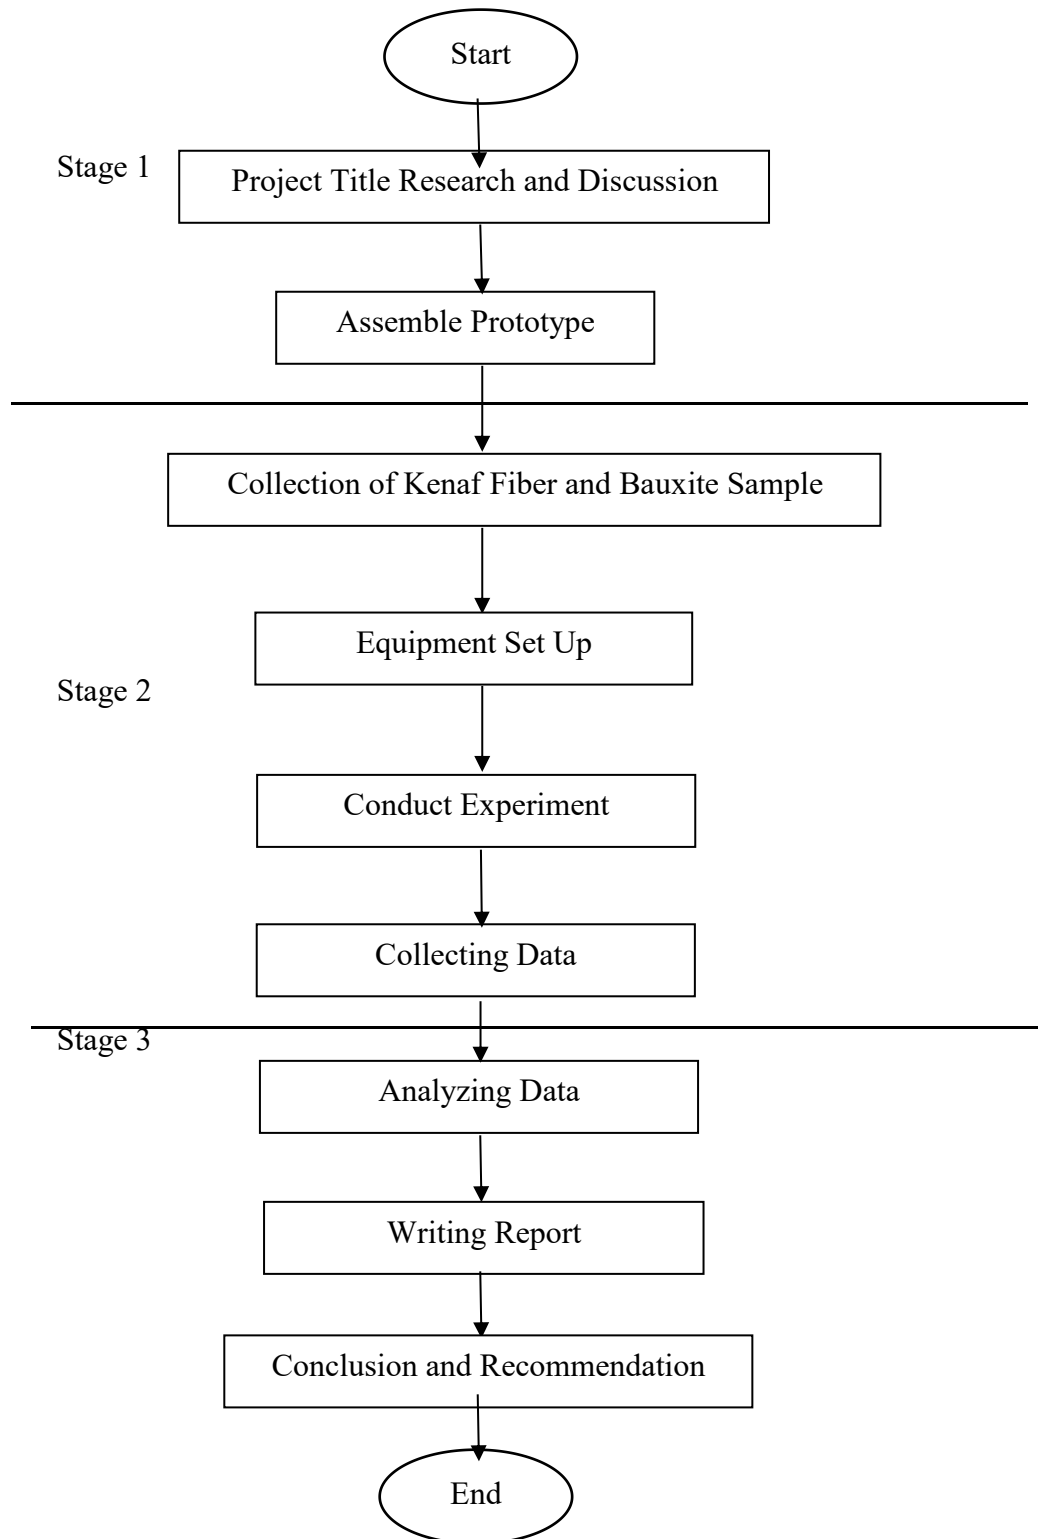 Start
Stage 1
Project Title Research and Discussion
Assemble Prototype
Collection of Kenaf Fiber and Bauxite Sample
Equipment Set Up
Stage 2
Conduct Experiment
Collecting Data
Stage 3
Analyzing Data
Writing Report
Conclusion and Recommendation
End